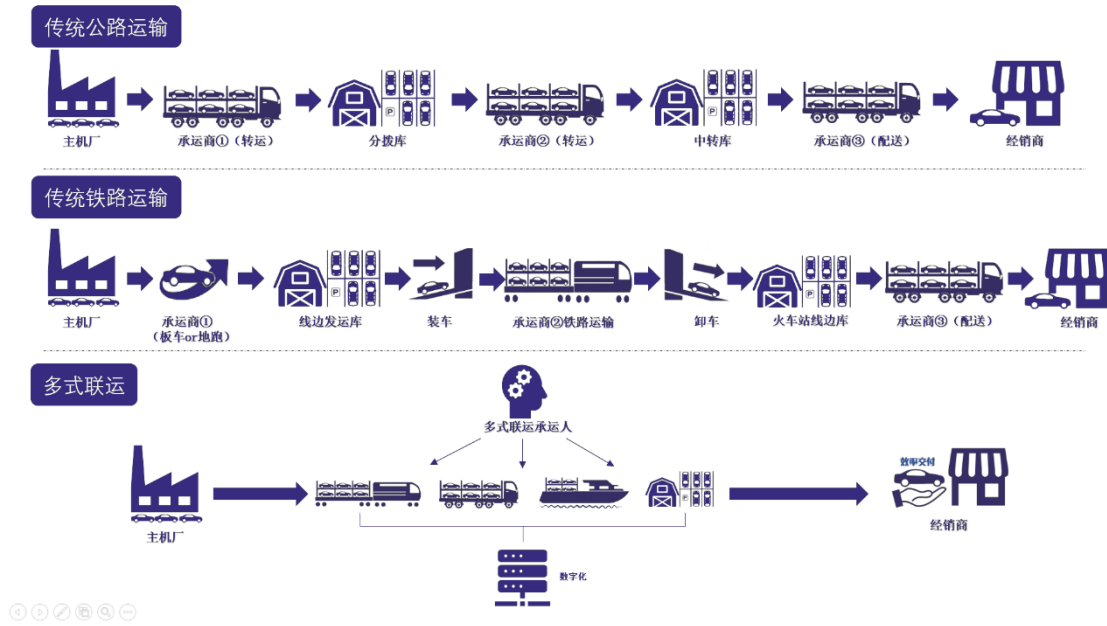 传统公路运输
P
P
主机厂
承运商①（转运）
分拨库
承运商②（转运）
中转库
承运商③（配送）
经销商
传统铁路运输
P
P
主机厂
承运商①
（板车or地跑）
线边发运库
装车
承运商②铁路运输
卸车
火车站线边库
承运商③（配送）
经销商
多式联运
多式联运承运人
效率交付
P
主机厂
经销商
数字化